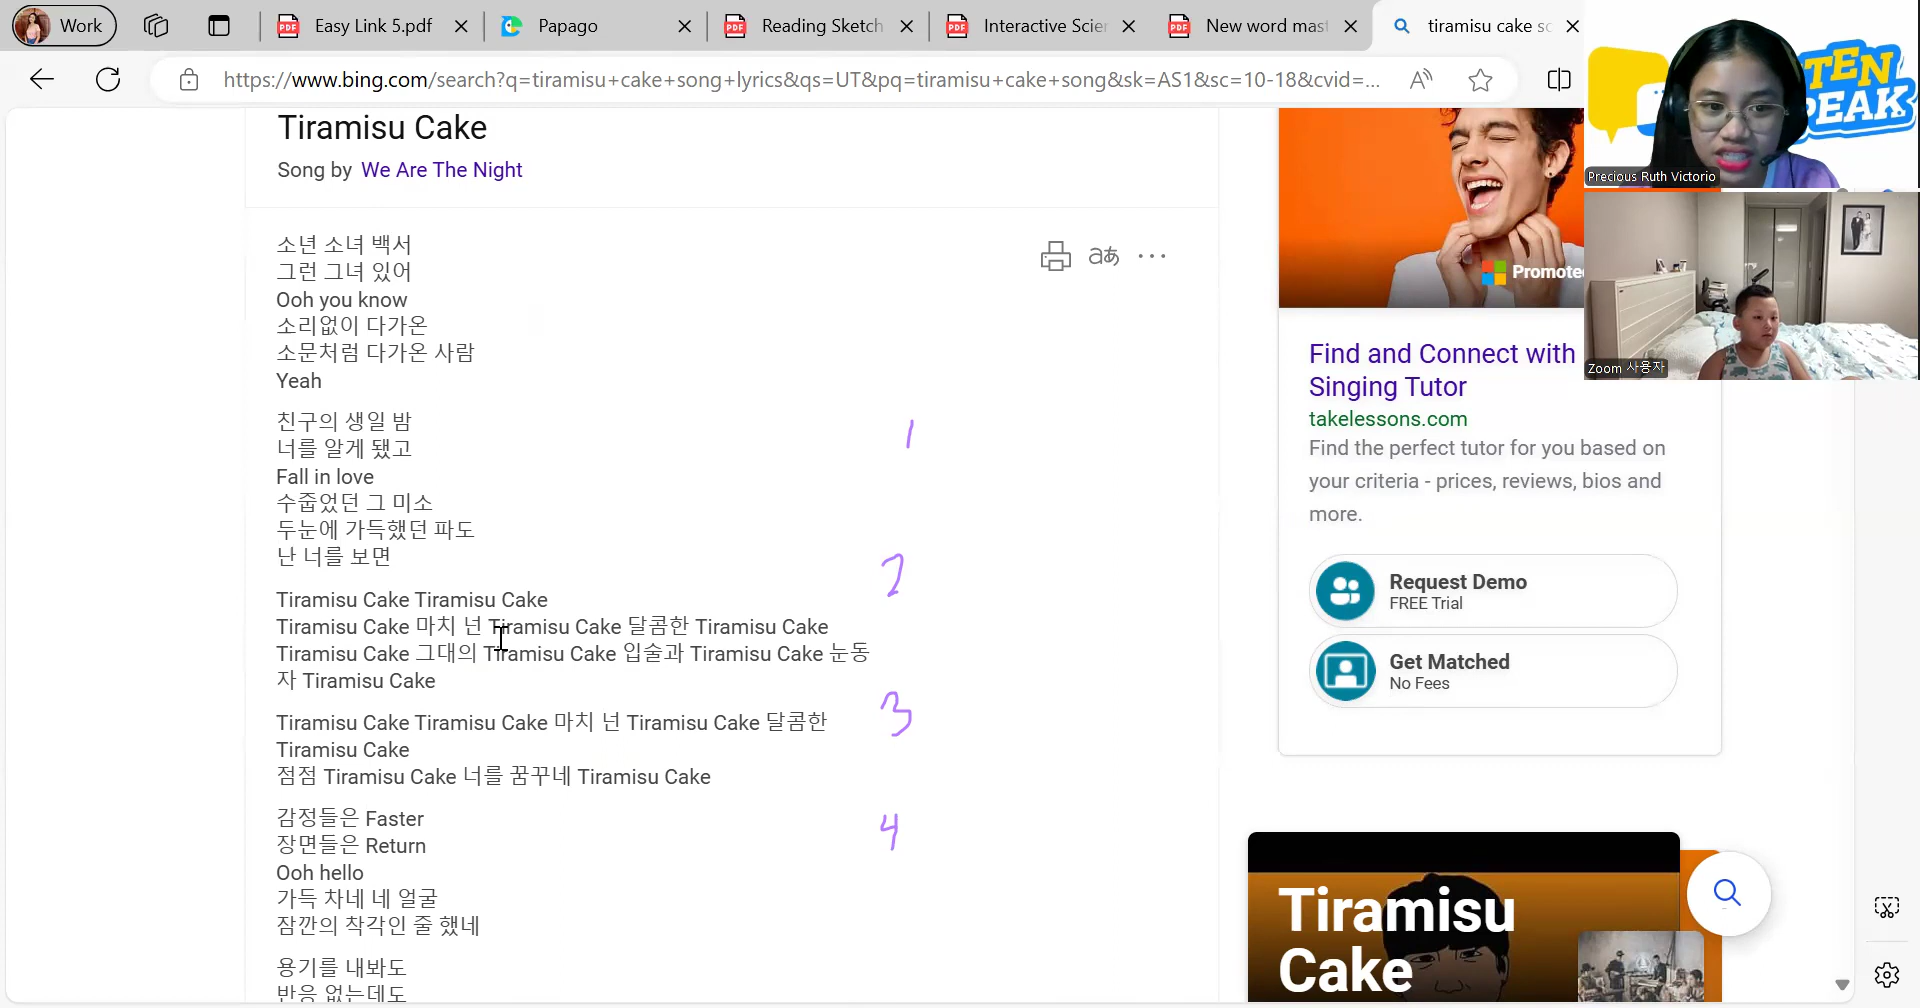 Work
Easy Link 5.pdf
Papago
Reading Sketch
Interactive Scier
New word mast
tiramisu cake so
https://www.bing.com/search?q=tiramisu+cake+song+lyrics&qs=UT&pq=tiramisu+cake+song&sk=AS1&sc=10-18&cvid=...
TEN
SPEAK
Precious Ruth Victorio
Zoom 사용자
Tiramisu Cake
Song by We Are The Night
aあ
소년 소녀 백서
그런 그녀 있어
Ooh you know
소리없이 다가온
소문처럼 다가온 사람
Yeah
친구의 생일 밤
너를 알게 됐고
Fall in love
수줍었던 그 미소
두눈에 가득했던 파도
난 너를 보면
Tiramisu Cake Tiramisu Cake
Tiramisu Cake 마치 넌 Tiramisu Cake 달콤한 Tiramisu Cake
Tiramisu Cake 그대의 Tiramisu Cake 입술과 Tiramisu Cake 눈동
자 Tiramisu Cake
Tiramisu Cake Tiramisu Cake 마치 넌 Tiramisu Cake 달콤한
Tiramisu Cake
점점 Tiramisu Cake 너를 꿈꾸네 Tiramisu Cake
감정들은 Faster
장면들은 Return
Ooh hello
가득 차네 네 얼굴
잠깐의 착각인 줄 했네
용기를 내봐도
반응 없는데도
1
2
3
4
Promoted
Find and Connect with
Singing Tutor
takelessons.com
Find the perfect tutor for you based on
your criteria - prices, reviews, bios and
more.
Request Demo
FREE Trial
Get Matched
No Fees
Tiramisu
Cake